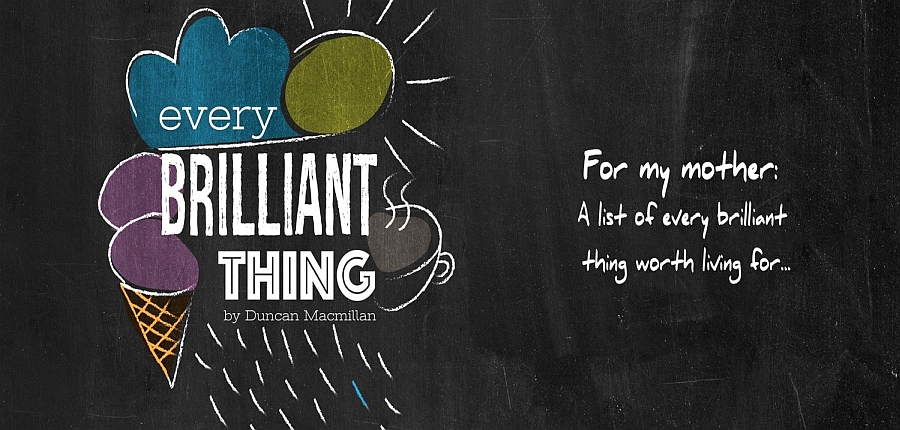 every
BRILLIANT
THING
by Duncan Macmillan
For my mother:
A list of every brilliant
thing worth living for...